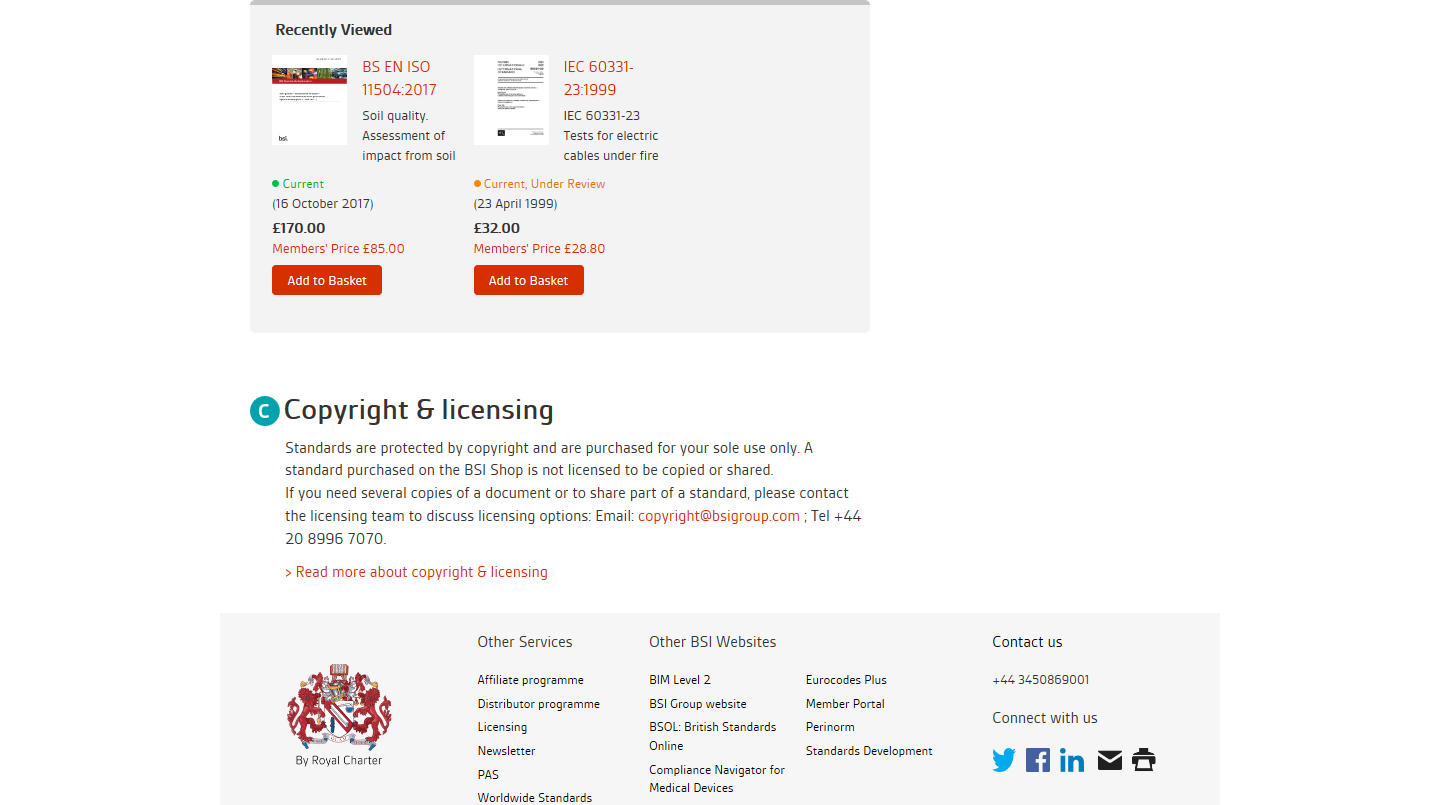 Recently Viewed
BS EN ISO
11504:2017
Soil quality.
Assessment of
impact from soil
Current
(16 October 2017)
£170.00
Members' Price £85.00
Add to Basket
IEC 60331-
23:1999
IEC 60331-23
Tests for electric
cables under fire
Current, Under Review
(23 April 1999)
£32.00
Members' Price £28.80
Add to Basket
bsi.
C Copyright & licensing
Standards are protected by copyright and are purchased for your sole use only. A
standard purchased on the BSI Shop is not licensed to be copied or shared.
If you need several copies of a document or to share part of a standard, please contact
the licensing team to discuss licensing options: Email: copyright@bsigroup.com ; Tel +44
20 8996 7070.
> Read more about copyright & licensing
By Royal Charter
Other Services
Affiliate programme
Distributor programme
Licensing
Newsletter
PAS
Worldwide Standards
Other BSI Websites
BIM Level 2
BSI Group website
BSOL: British Standards
Online
Compliance Navigator for
Medical Devices
Eurocodes Plus
Member Portal
Perinorm
Standards Development
Contact us
+44 3450869001
Connect with us